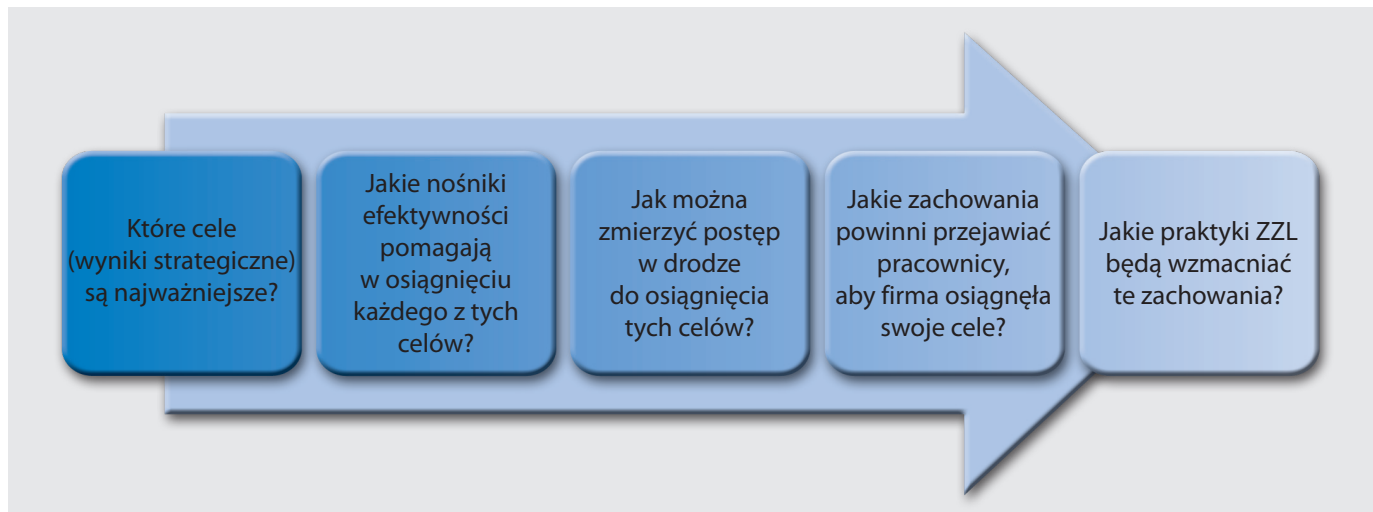 Które cele
(wyniki strategiczne)
są najważniejsze?
Jakie nośniki
efektywności
pomagają
w osiągnięciu
każdego z tych
celów?
Jak można
zmierzyć postęp
w drodze
do osiągnięcia
tych celów?
Jakie zachowania
powinni przejawiać
pracownicy,
aby firma osiągnęła
swoje cele?
Jakie praktyki ZZL
będą wzmacniać
te zachowania?